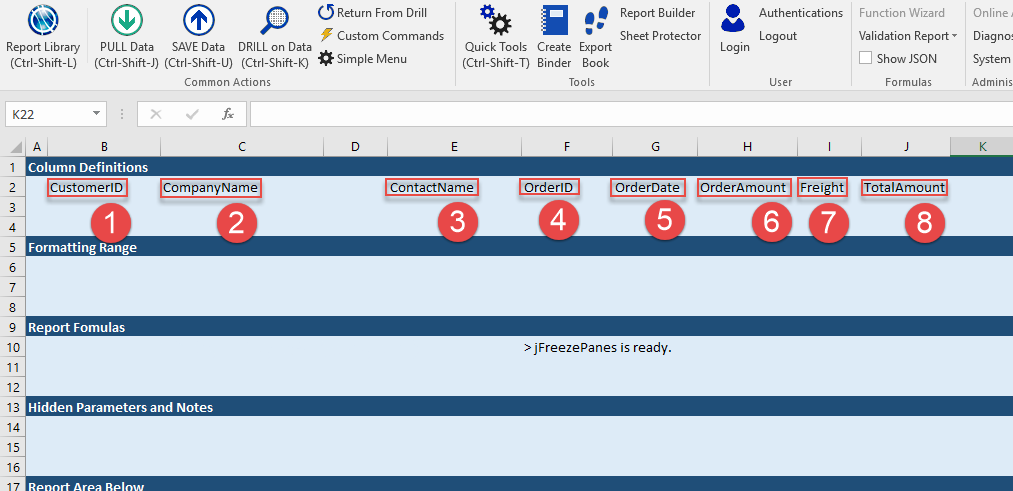 Report Library
(Ctrl-Shift-L)
PULL Data
(Ctrl-Shift-J)
SAVE Data
(Ctrl-Shift-U)
DRILL on Data
(Ctrl-Shift-K)
Return From Drill
Custom Commands
Simple Menu
Common Actions
Quick Tools
(Ctrl-Shift-T)
Create
Binder
Export
Book
Report Builder
Sheet Protector
Tools
Login
Authentications
Logout
User
Function Wizard
Validation Report
Show JSON
Formulas
Online
Diagnos
System
Adminis
K22
fx
A B C D E F G H I J K
1 Column Definitions
2 CustomerID CompanyName ContactName OrderID OrderDate OrderAmount Freight TotalAmount
3 1 2 3 4 5 6 7 8
4
5 Formatting Range
6
7
8
9 Report Fomulas
10 > jFreezePanes is ready.
11
12
13 Hidden Parameters and Notes
14
15
16
17 Report Area Below